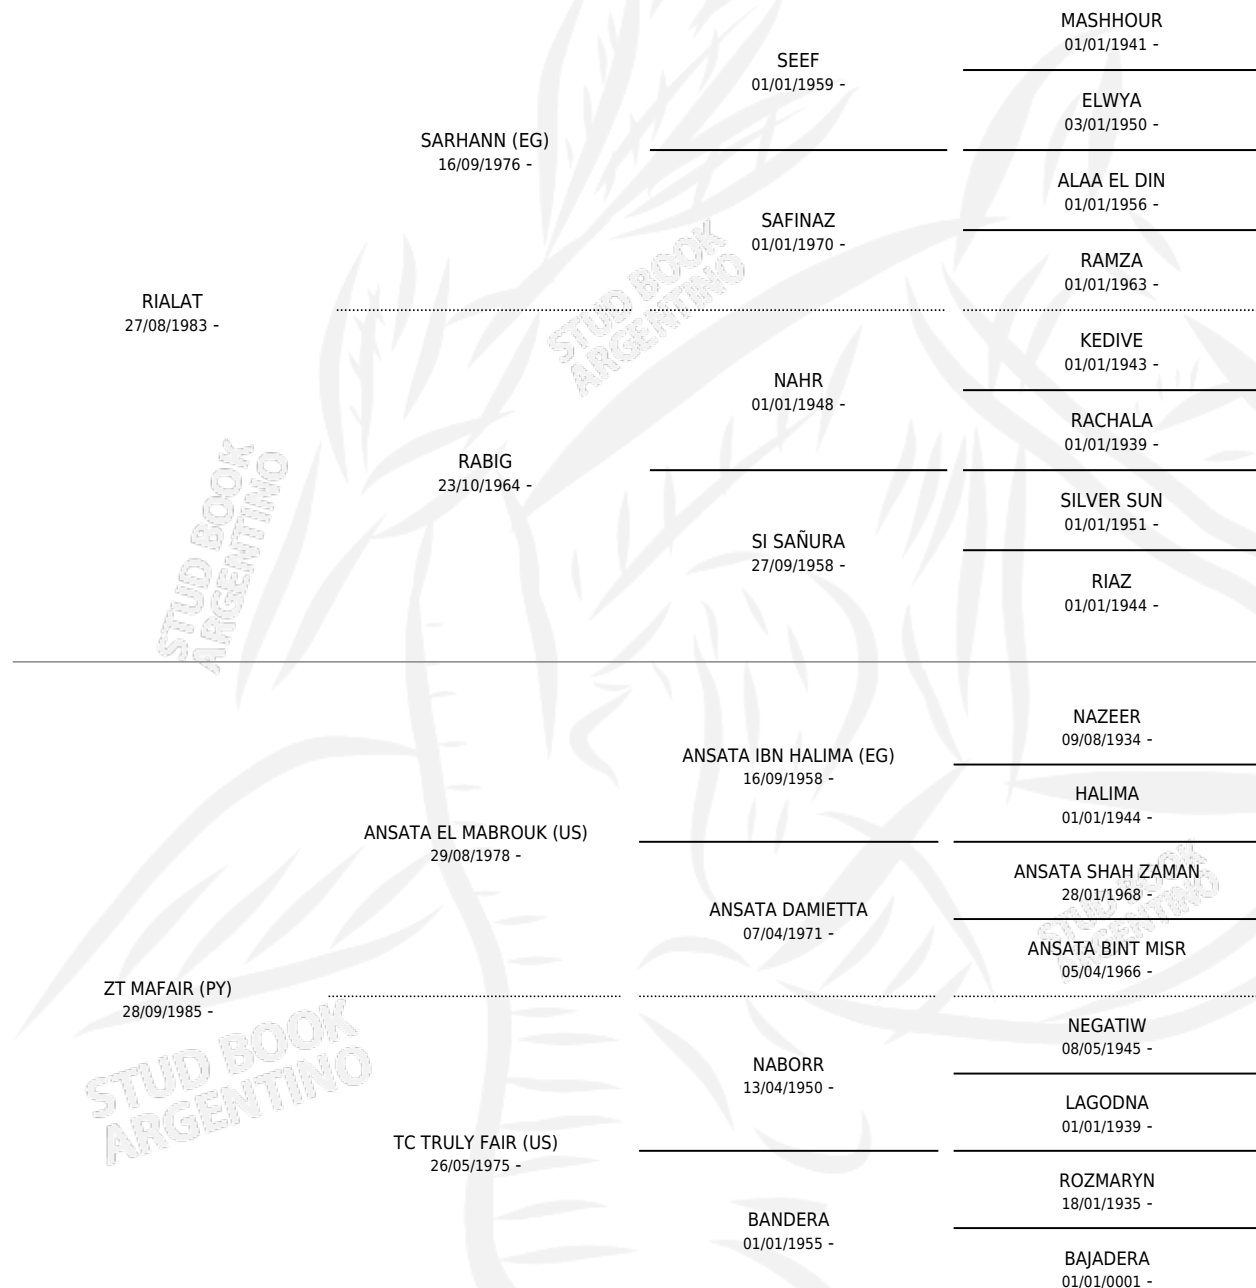 MASHHOUR
01/01/1941 -
SEEF
01/01/1959 -
ELWYA
03/01/1950 -
SARHANN (EG)
16/09/1976 -
ALAA EL DIN
01/01/1956 -
SAFINAZ
01/01/1970 -
RAMZA
01/01/1963 -
RIALAT
27/08/1983 -
KEDIVE
01/01/1943 -
NAHR
01/01/1948 -
RACHALA
01/01/1939 -
RABIG
23/10/1964 -
SILVER SUN
01/01/1951 -
SI SAÑURA
27/09/1958 -
RIAZ
01/01/1944 -
NAZEER
09/08/1934 -
ANSATA IBN HALIMA (EG)
16/09/1958 -
HALIMA
01/01/1944 -
ANSATA EL MABROUK (US)
29/08/1978 -
ANSATA SHAH ZAMAN
28/01/1968 -
ANSATA DAMIETTA
07/04/1971 -
ANSATA BINT MISR
05/04/1966 -
ZT MAFAIR (PY)
28/09/1985 -
NEGATIW
08/05/1945 -
NABORR
13/04/1950 -
LAGODNA
01/01/1939 -
TC TRULY FAIR (US)
26/05/1975 -
ROZMARYN
18/01/1935 -
BANDERA
01/01/1955 -
BAJADERA
01/01/0001 -
STUD BOOK
ARGENTINO
STUD BOOK
ARGENTINO
STUD BOOK
ARGENTINO
STUD BOOK
ARGENTINO